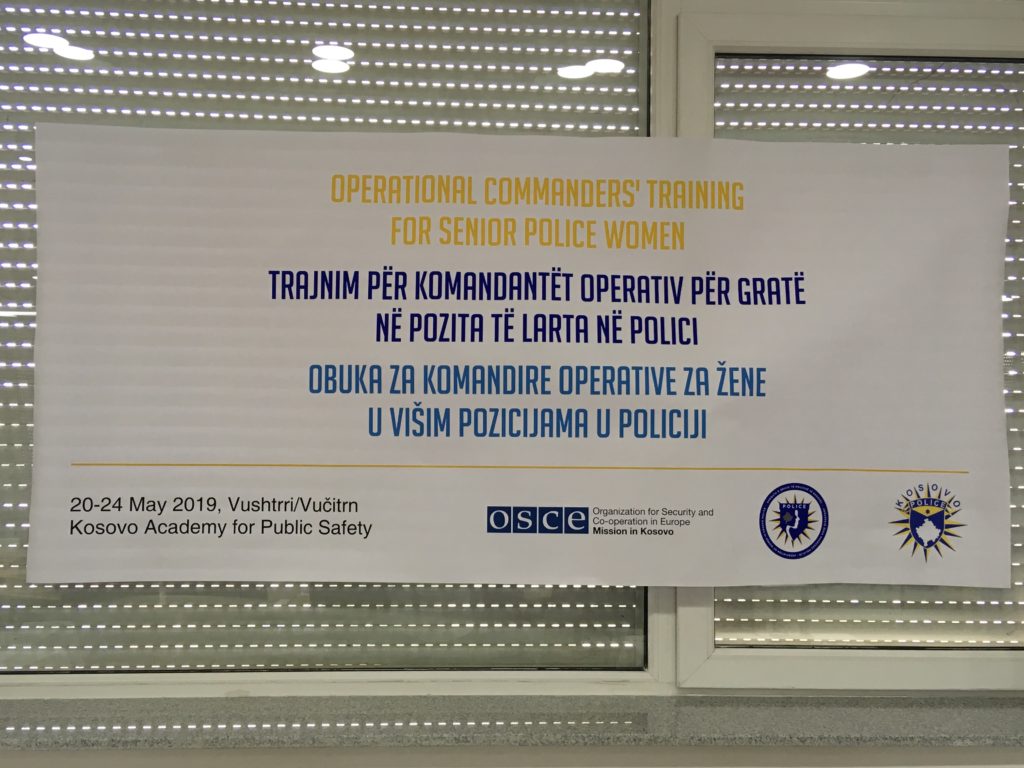 OPERATIONAL COMMANDERS' TRAINING
FOR SENIOR POLICE WOMEN
TRAJNIM PËR KOMANDANTËT OPERATIV PËR GRATË
NË POZITA TË LARTA NË POLICI
OBUKA ZA KOMANDIRE OPERATIVE ZA ŽENE
U VIŠIM POZICIJAMA U POLICIJI
20-24 May 2019, Vushtrri/Vučitrn
Kosovo Academy for Public Safety
osce
Organization for Security and
Co-operation in Europe
Mission in Kosovo
POLICE
KOSOVO
POLICE